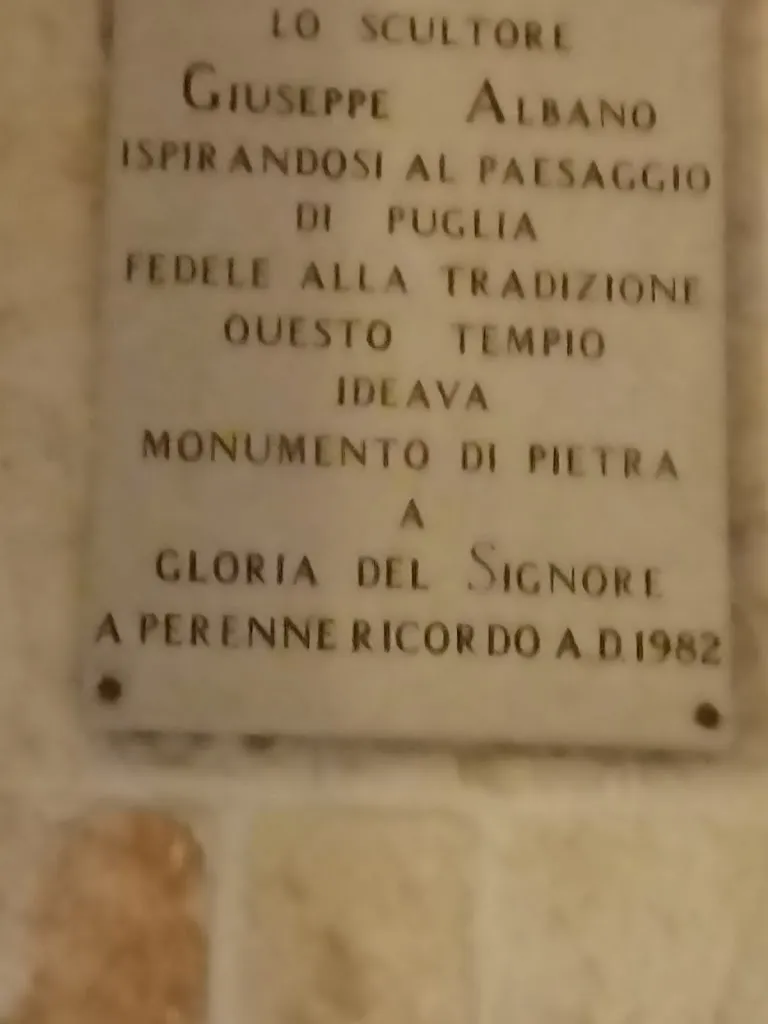 LO SCULTORE
GIUSEPPE ALBANO
ISPIRANDOSI AL PAESAGGIO
DI PUGLIA
FEDELE ALLA TRADIZIONE
QUESTO TEMPIO
IDEAVA
MONUMENTO DI PIETRA
A
GLORIA DEL SIGNORE
A PERENNE RICORDO A.D.1982